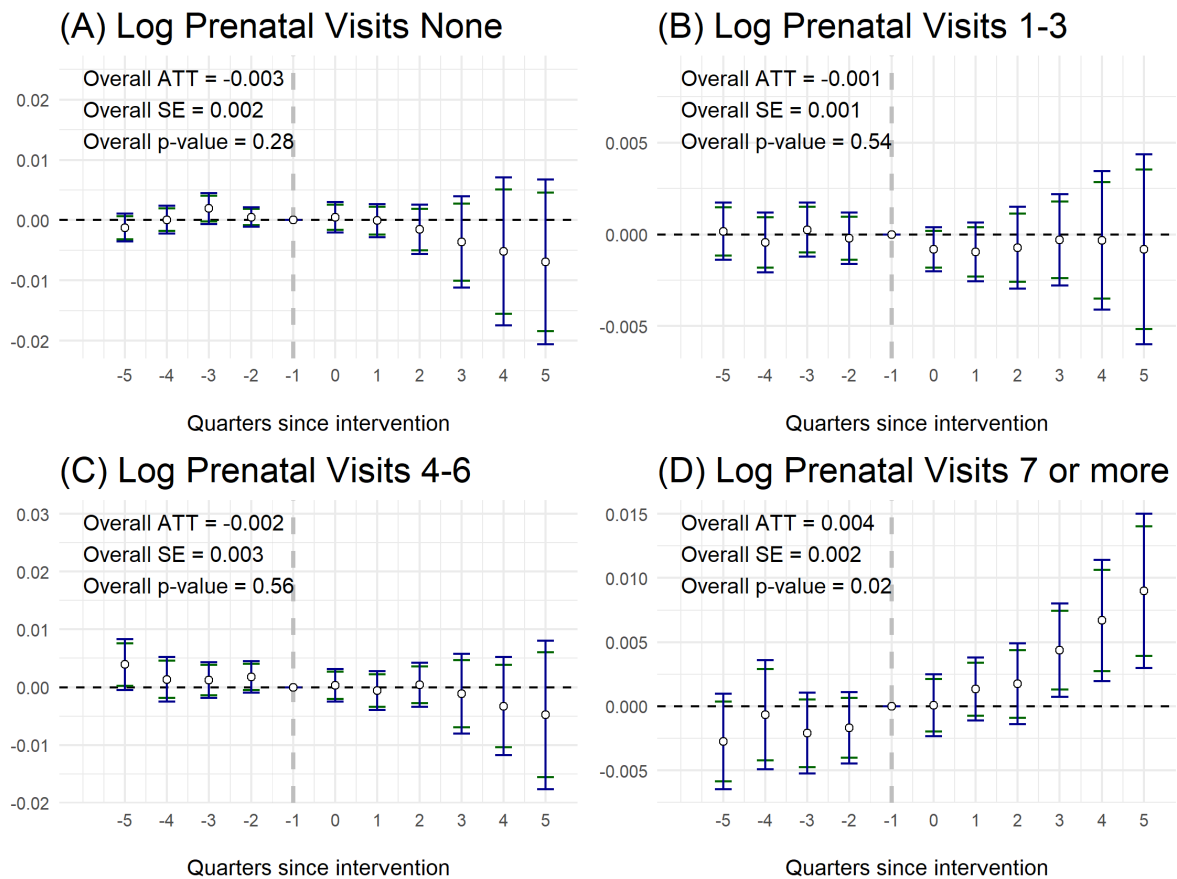 (A) Log Prenatal Visits None
Overall ATT = -0.003
Overall SE = 0.002
Overall p-value = 0.28
0.02
0.01
0.00
-0.01
-0.02
-5 -4 -3 -2 -1 0 1 2 3 4 5
Quarters since intervention
(B) Log Prenatal Visits 1-3
Overall ATT = -0.001
Overall SE = 0.001
Overall p-value = 0.54
0.005
0.000
-0.005
-5 -4 -3 -2 -1 0 1 2 3 4 5
Quarters since intervention
(C) Log Prenatal Visits 4-6
Overall ATT = -0.002
Overall SE = 0.003
Overall p-value = 0.56
0.03
0.02
0.01
0.00
-0.01
-0.02
-5 -4 -3 -2 -1 0 1 2 3 4 5
Quarters since intervention
(D) Log Prenatal Visits 7 or more
Overall ATT = 0.004
Overall SE = 0.002
Overall p-value = 0.02
0.015
0.010
0.005
0.000
-0.005
-5 -4 -3 -2 -1 0 1 2 3 4 5
Quarters since intervention